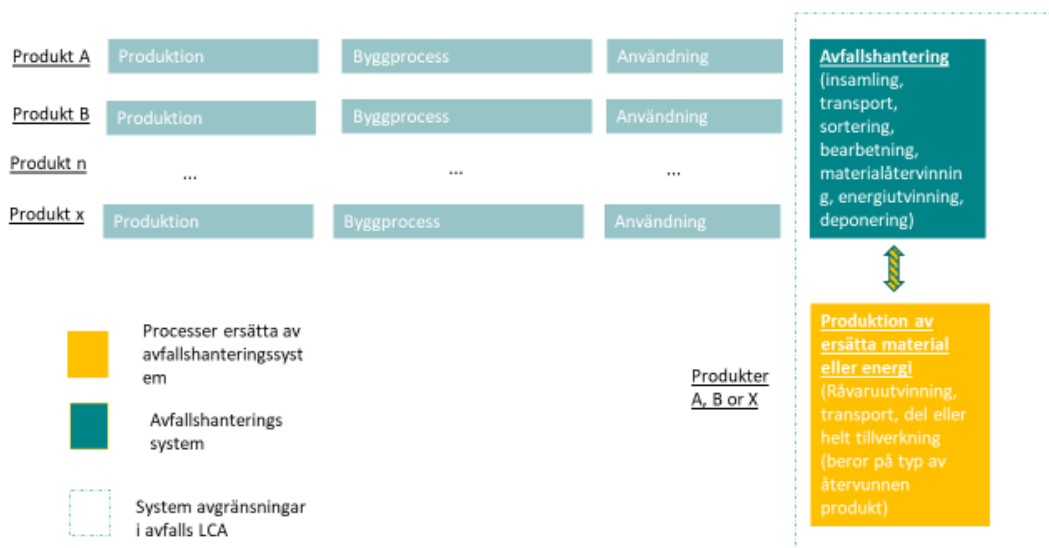 Produkt A
Produktion
Byggprocess
Användning
Produkt B
Produktion
Byggprocess
Användning
Produkt n
...
...
...
Produkt x
Produktion
Byggprocess
Användning
Avfallshantering
(insamling,
transport,
sortering,
bearbetning,
materialåtervinnin
g, energiutvinning,
deponering)
Processer ersätta av
avfallshanteringssyst
em
Avfallshanterings
system
System avgränsningar
i avfalls LCA
Produkter
A, B or X
Produktion av
ersätta material
eller energi
(Råvaruutvinning,
transport, del eller
helt tillverkning
(beror på typ av
återvunnen
produkt)